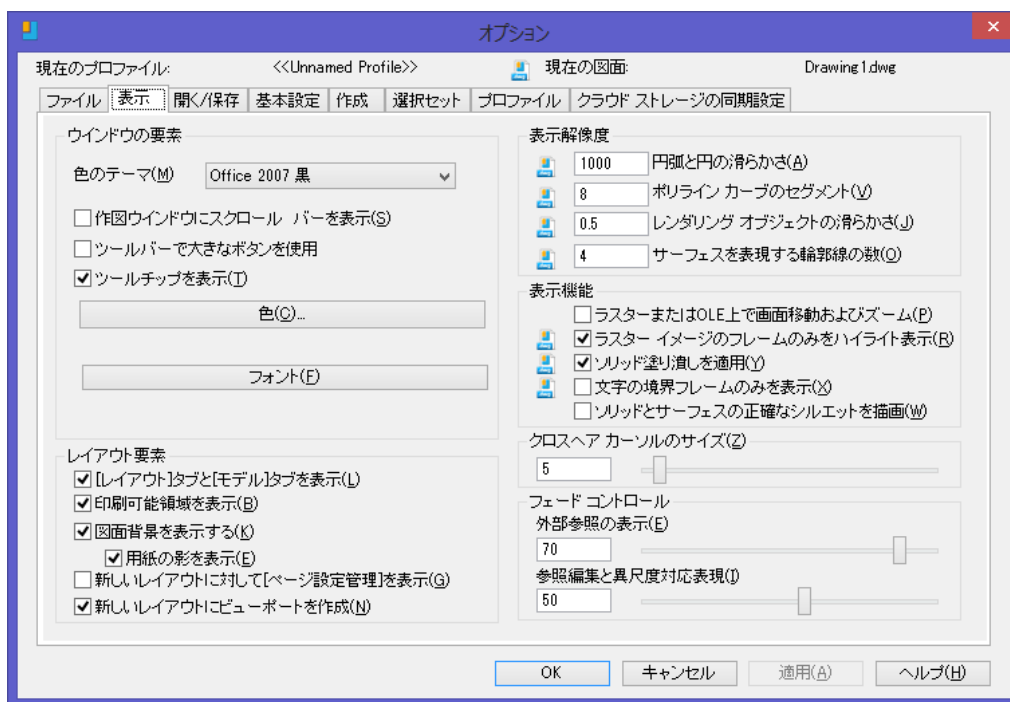 オプション
現在のプロファイル: <<Unnamed Profile>> 現在の図面: Drawing1.dwg
ファイル 表示 開く/保存 基本設定 作成 選択セット プロファイル クラウド ストレージの同期設定
ウインドウの要素
色のテーマ(M) Office 2007 黒
作図ウインドウにスクロール バーを表示(S)
ツールバーで大きなボタンを使用
ツールチップを表示(T)
色(C)...
フォント(F)
レイアウト要素
[レイアウト]タブと[モデル]タブを表示(L)
印刷可能領域を表示(B)
図面背景を表示する(K)
用紙の影を表示(E)
新しいレイアウトに対して[ページ設定管理]を表示(G)
新しいレイアウトにビューポートを作成(N)
表示解像度
1000 円弧と円の滑らかさ(A)
8 ポリライン カーブのセグメント(V)
0.5 レンダリング オブジェクトの滑らかさ(J)
4 サーフェスを表現する輪郭線の数(O)
表示機能
ラスターまたはOLE上で画面移動およびズーム(P)
ラスター イメージのフレームのみをハイライト表示(R)
ソリッド塗り潰しを適用(Y)
文字の境界フレームのみを表示(X)
ソリッドとサーフェスの正確なシルエットを描画(W)
クロスヘア カーソルのサイズ(Z)
5
フェード コントロール
外部参照の表示(E)
70
参照編集と異尺度対応表現(I)
50
OK キャンセル 適用(A) ヘルプ(H)